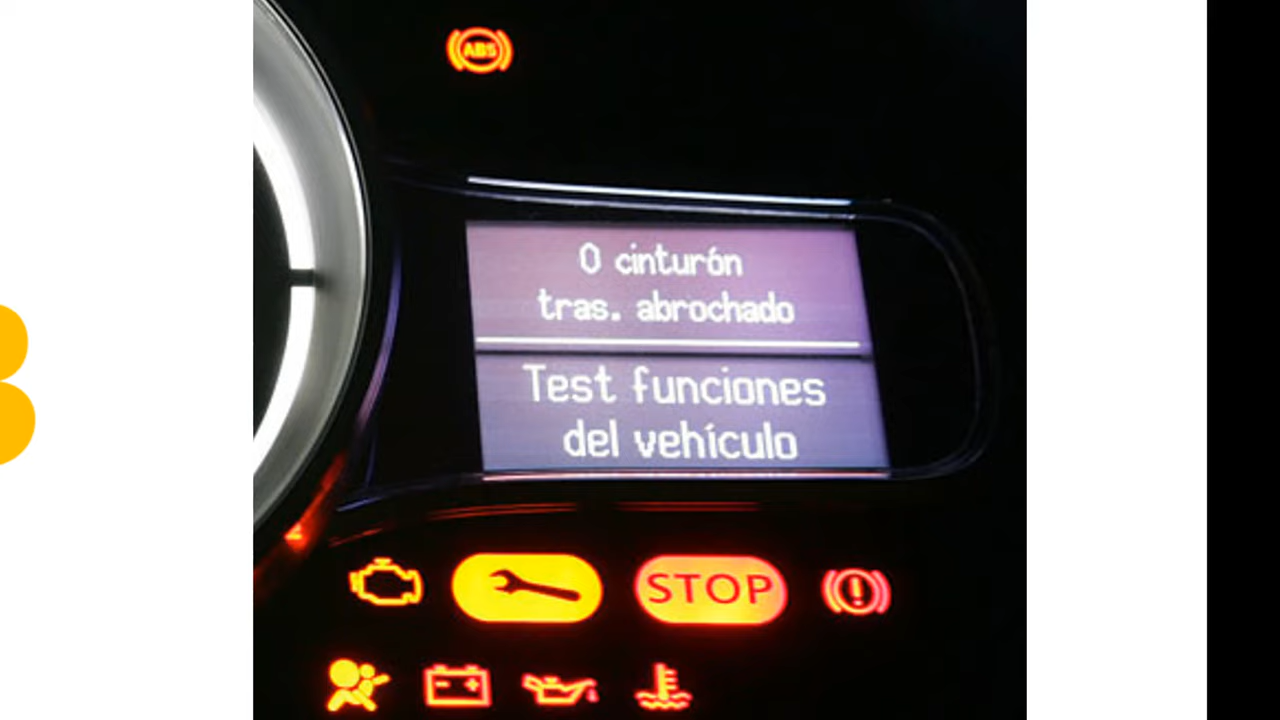 ABS
0 cinturón
tras. abrochado
Test funciones
del vehículo
STOP